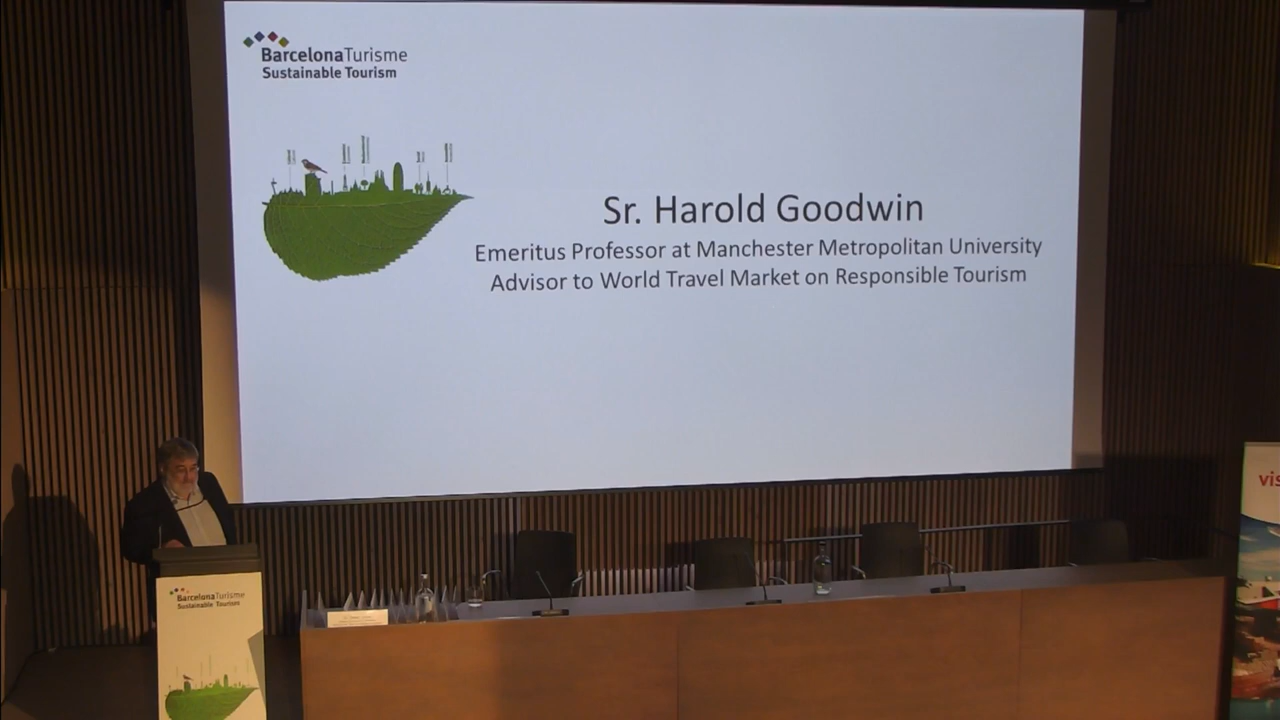 BarcelonaTurisme
Sustainable Tourism
Sr. Harold Goodwin
Emeritus Professor at Manchester Metropolitan University
Advisor to World Travel Market on Responsible Tourism
vis
BarcelonaTurisme
Sustainable Tourism